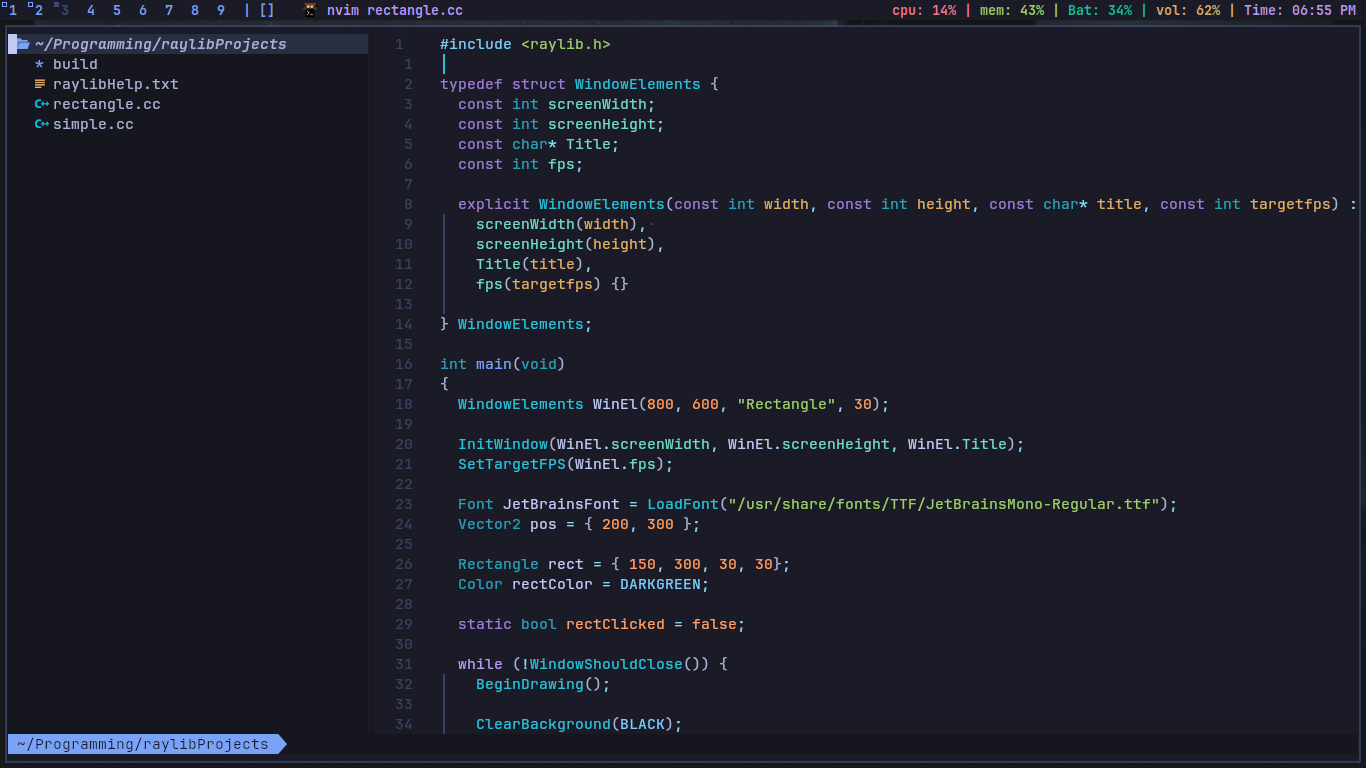 1 2 3 4 5 6 7 8 9 | [] nvim rectangle.cc cpu: 14% | mem: 43% | Bat: 34% | vol: 62% | Time: 06:55 PM
~/Programming/raylibProjects
build
raylibHelp.txt
rectangle.cc
simple.cc
1 #include <raylib.h>
1
2 typedef struct WindowElements {
3 const int screenWidth;
4 const int screenHeight;
5 const char* Title;
6 const int fps;
7
8 explicit WindowElements(const int width, const int height, const char* title, const int targetfps) :
9 screenWidth(width),
10 screenHeight(height),
11 Title(title),
12 fps(targetfps) {}
13
14 } WindowElements;
15
16 int main(void)
17 {
18 WindowElements WinEl(800, 600, "Rectangle", 30);
19
20 InitWindow(WinEl.screenWidth, WinEl.screenHeight, WinEl.Title);
21 SetTargetFPS(WinEl.fps);
22
23 Font JetBrainsFont = LoadFont("/usr/share/fonts/TTF/JetBrainsMono-Regular.ttf");
24 Vector2 pos = { 200, 300 };
25
26 Rectangle rect = { 150, 300, 30, 30};
27 Color rectColor = DARKGREEN;
28
29 static bool rectClicked = false;
30
31 while (!WindowShouldClose()) {
32 BeginDrawing();
33
34 ClearBackground(BLACK);
~/Programming/raylibProjects